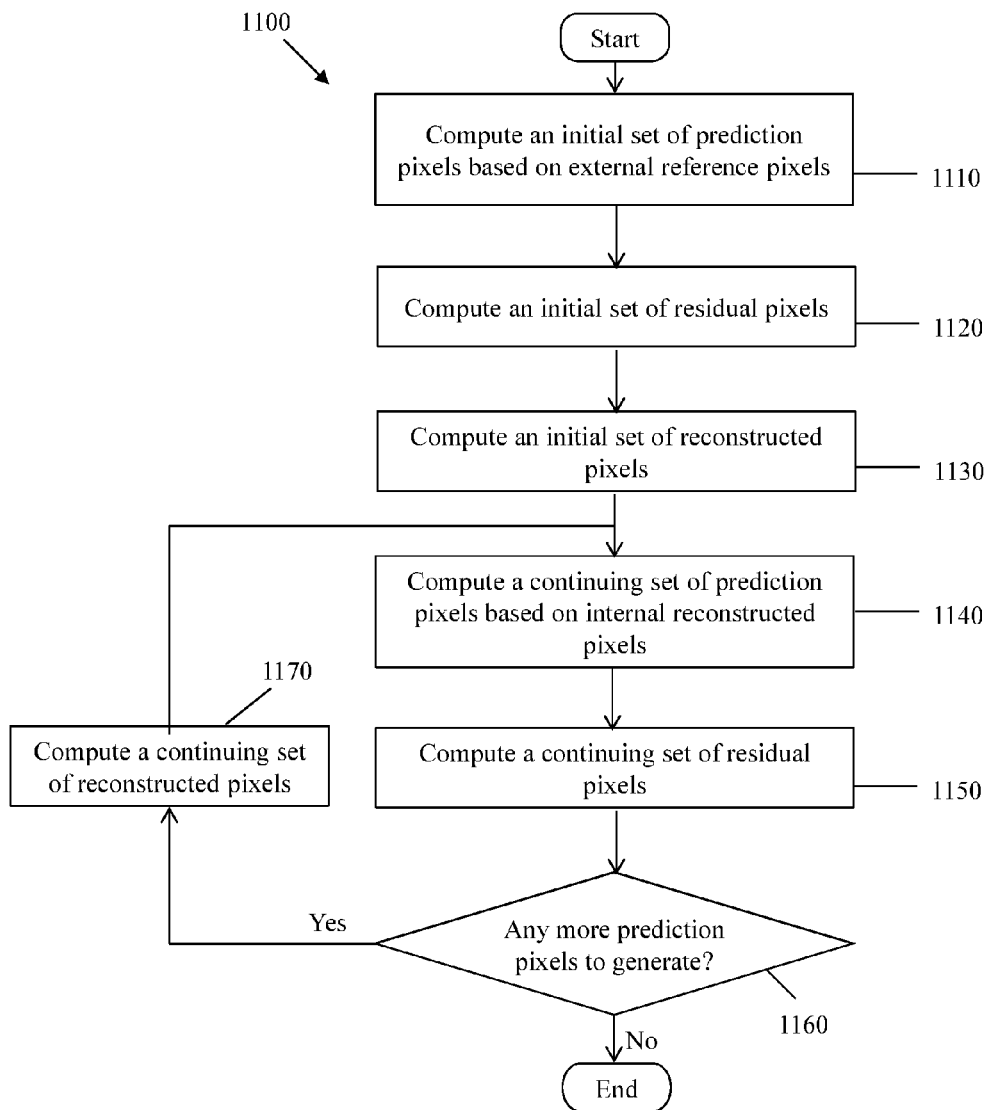 1100
Start
Compute an initial set of prediction
pixels based on external reference pixels
1110
Compute an initial set of residual pixels
1120
Compute an initial set of reconstructed
pixels
1130
Compute a continuing set of prediction
pixels based on internal reconstructed
pixels
1140
1170
Compute a continuing set
of reconstructed pixels
Compute a continuing set of residual
pixels
1150
Yes
Any more prediction
pixels to generate?
1160
No
End